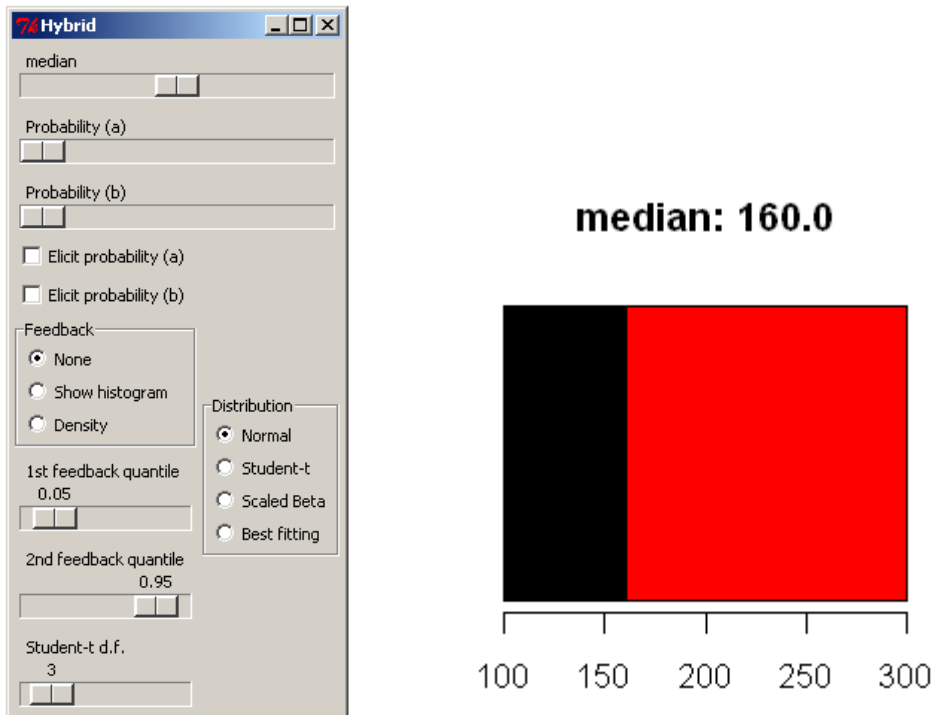 Hybrid
median
Probability (a)
Probability (b)
Elicit probability (a)
Elicit probability (b)
Feedback
None
Show histogram
Density
Distribution
Normal
Student-t
Scaled Beta
Best fitting
1st feedback quantile
0.05
2nd feedback quantile
0.95
Student-t d.f.
3
median: 160.0
100 150 200 250 300